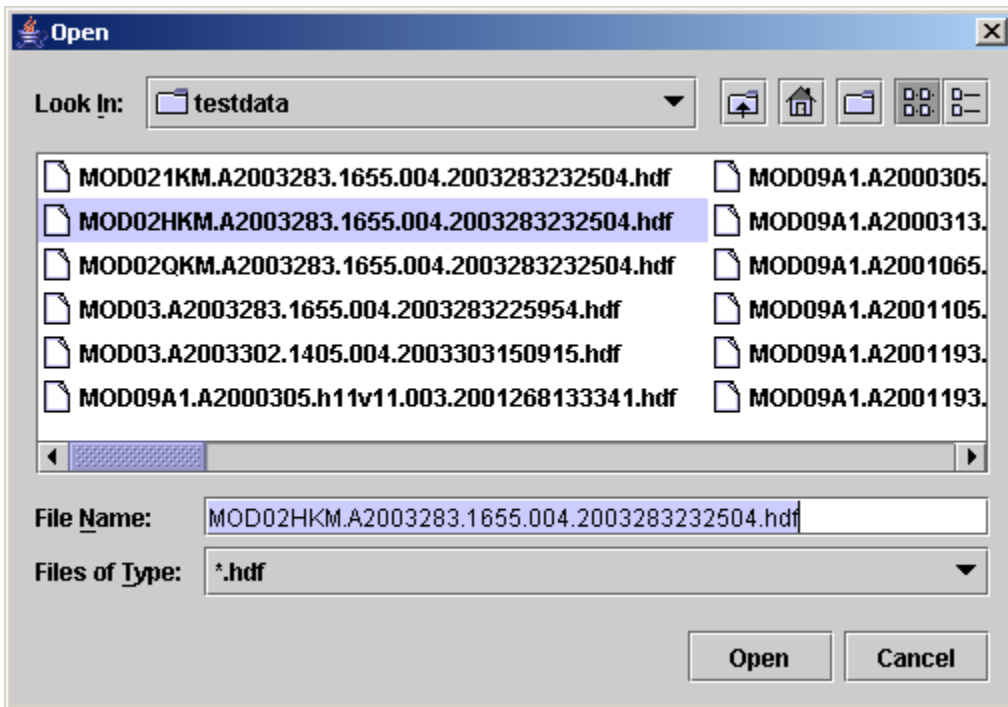 Open
Look In: testdata
MOD021KM.A2003283.1655.004.2003283232504.hdf
MOD02HKM.A2003283.1655.004.2003283232504.hdf
MOD02QKM.A2003283.1655.004.2003283232504.hdf
MOD03.A2003283.1655.004.2003283225954.hdf
MOD03.A2003302.1405.004.2003303150915.hdf
MOD09A1.A2000305.h11v11.003.2001268133341.hdf
MOD09A1.A2000305.
MOD09A1.A2000313.
MOD09A1.A2001065.
MOD09A1.A2001105.
MOD09A1.A2001193.
MOD09A1.A2001193.
File Name: MOD02HKM.A2003283.1655.004.2003283232504.hdf
Files of Type: *.hdf
Open Cancel